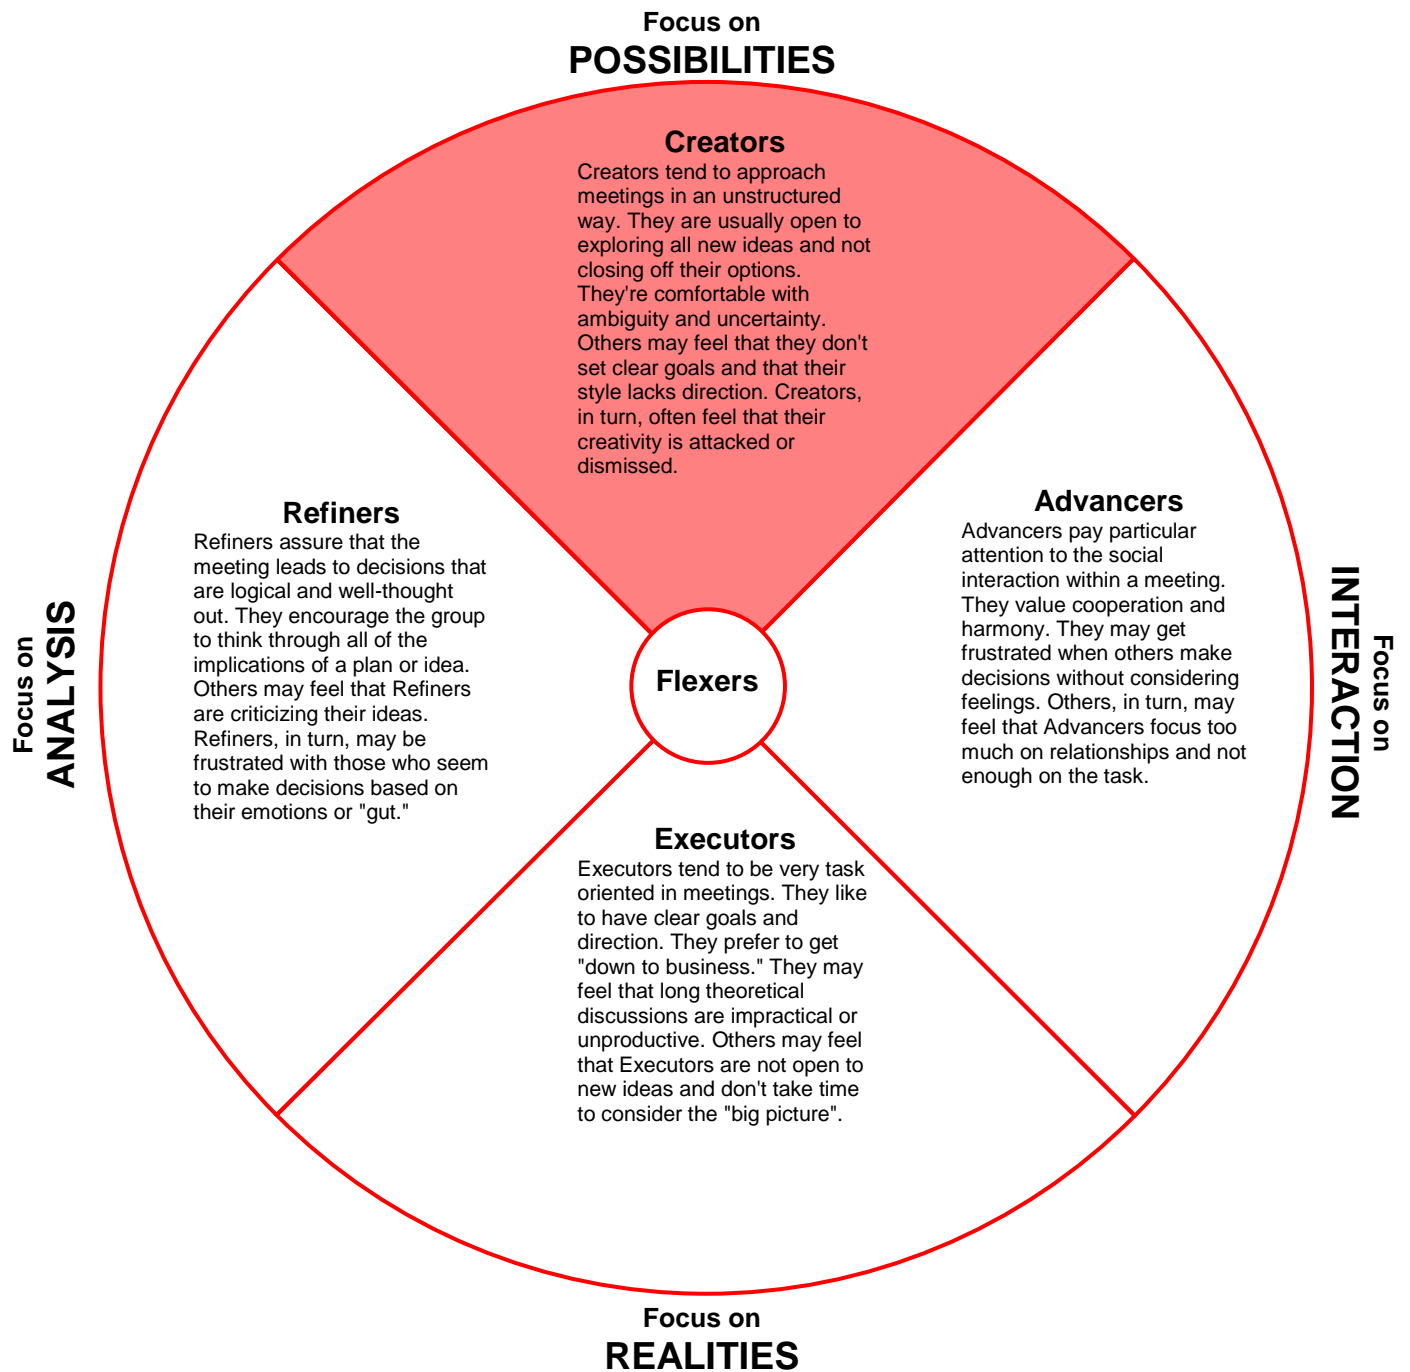 Focus on
POSSIBILITIES
Creators
Creators tend to approach
meetings in an unstructured
way. They are usually open to
exploring all new ideas and not
closing off their options.
They're comfortable with
ambiguity and uncertainty.
Others may feel that they don't
set clear goals and that their
style lacks direction. Creators,
in turn, often feel that their
creativity is attacked or
dismissed.
Focus on
ANALYSIS
Refiners
Refiners assure that the
meeting leads to decisions that
are logical and well-thought
out. They encourage the group
to think through all of the
implications of a plan or idea.
Others may feel that Refiners
are criticizing their ideas.
Refiners, in turn, may be
frustrated with those who seem
to make decisions based on
their emotions or "gut."
Flexers
Advancers
Advancers pay particular
attention to the social
interaction within a meeting.
They value cooperation and
harmony. They may get
frustrated when others make
decisions without considering
feelings. Others, in turn, may
feel that Advancers focus too
much on relationships and not
enough on the task.
Focus on
INTERACTION
Executors
Executors tend to be very task
oriented in meetings. They like
to have clear goals and
direction. They prefer to get
"down to business." They may
feel that long theoretical
discussions are impractical or
unproductive. Others may feel
that Executors are not open to
new ideas and don't take time
to consider the "big picture".
Focus on
REALITIES